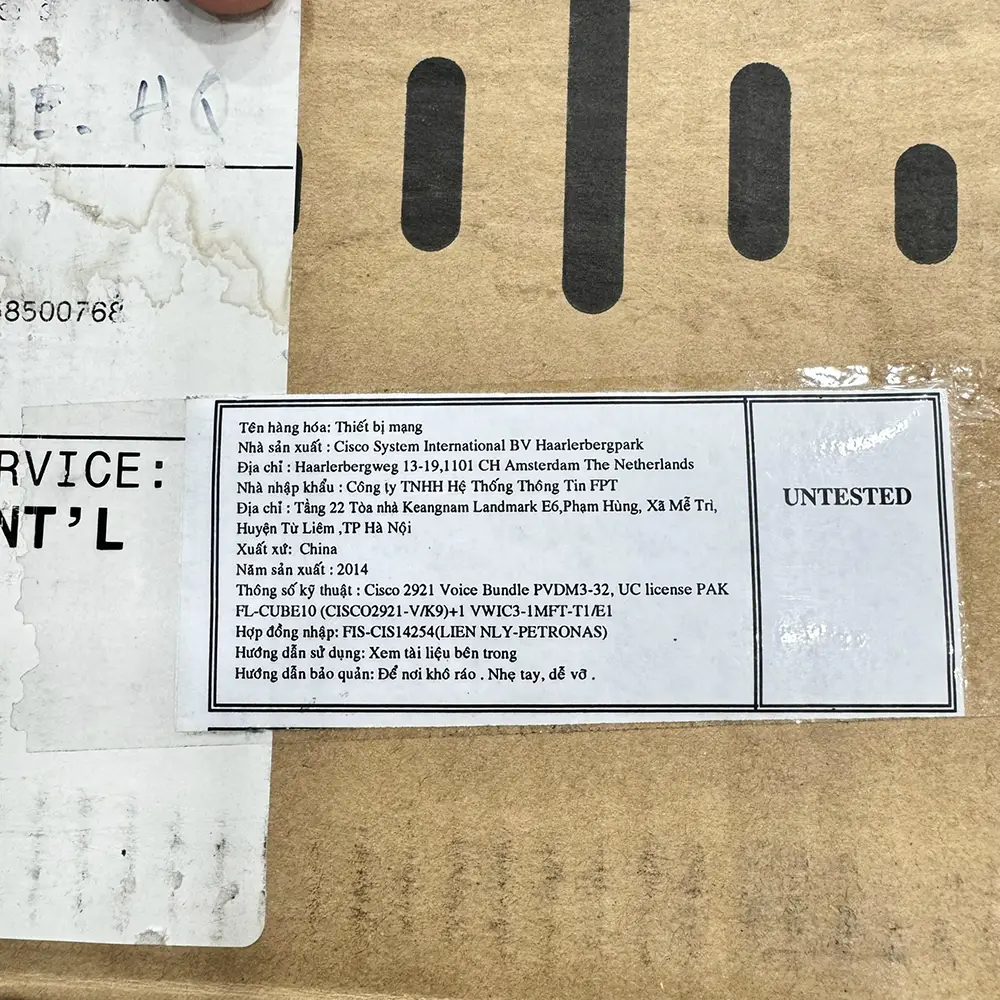 HQ
8500768
RVICE:
NT'L
Tên hàng hóa: Thiết bị mạng
Nhà sản xuất : Cisco System International BV Haarlerbergpark
Địa chỉ : Haarlerbergweg 13-19,1101 CH Amsterdam The Netherlands
Nhà nhập khẩu : Công ty TNHH Hệ Thống Thông Tin FPT
Địa chỉ : Tầng 22 Tòa nhà Keangnam Landmark E6,Phạm Hùng, Xã Mễ Trì,
Huyện Từ Liêm ,TP Hà Nội
Xuất xứ: China
Năm sản xuất : 2014
Thông số kỹ thuật : Cisco 2921 Voice Bundle PVDM3-32, UC license PAK
FL-CUBE10 (CISCO2921-V/K9)+1 VWIC3-1MFT-T1/E1
Hợp đồng nhập: FIS-CIS14254(LIEN NLY-PETRONAS)
Hướng dẫn sử dụng: Xem tài liệu bên trong
Hướng dẫn bảo quản: Để nơi khô ráo . Nhẹ tay, dễ vỡ .
UNTESTED